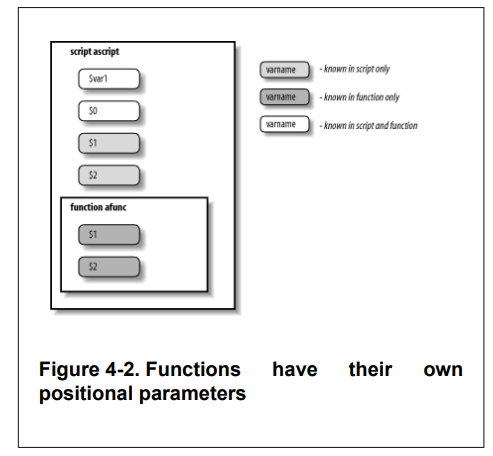 script ascript
$var1
$0
$1
$2
function afunc
$1
$2
varname - known in script only
varname - known in function only
varname - known in script and function
Figure 4-2. Functions have their own
positional parameters